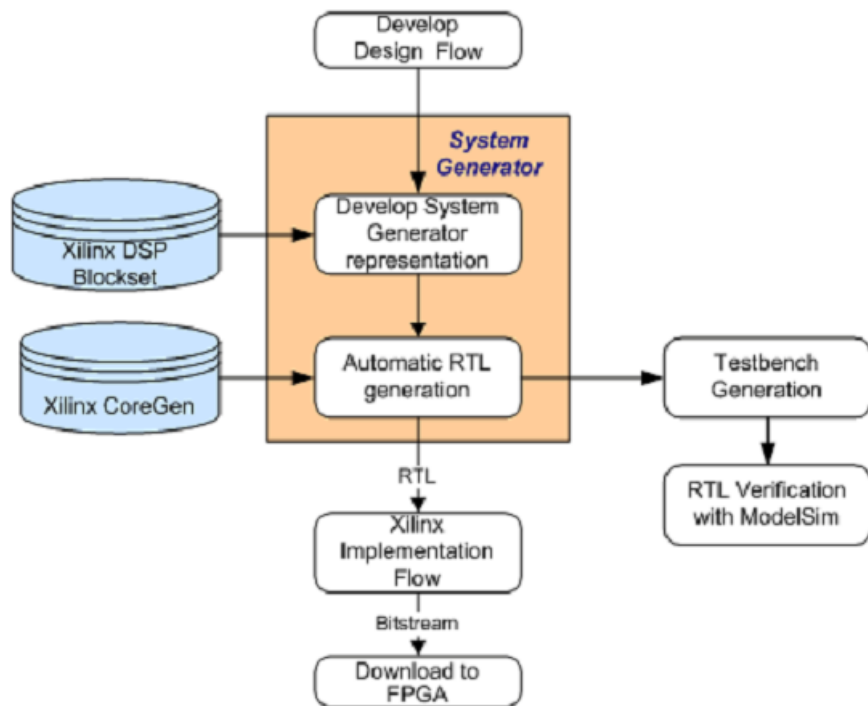 Develop
Design Flow
System
Generator
Xilinx DSP
Blockset
Develop System
Generator
representation
Xilinx CoreGen
Automatic RTL
generation
Testbench
Generation
RTL
RTL Verification
with ModelSim
Xilinx
Implementation
Flow
Bitstream
Download to
FPGA